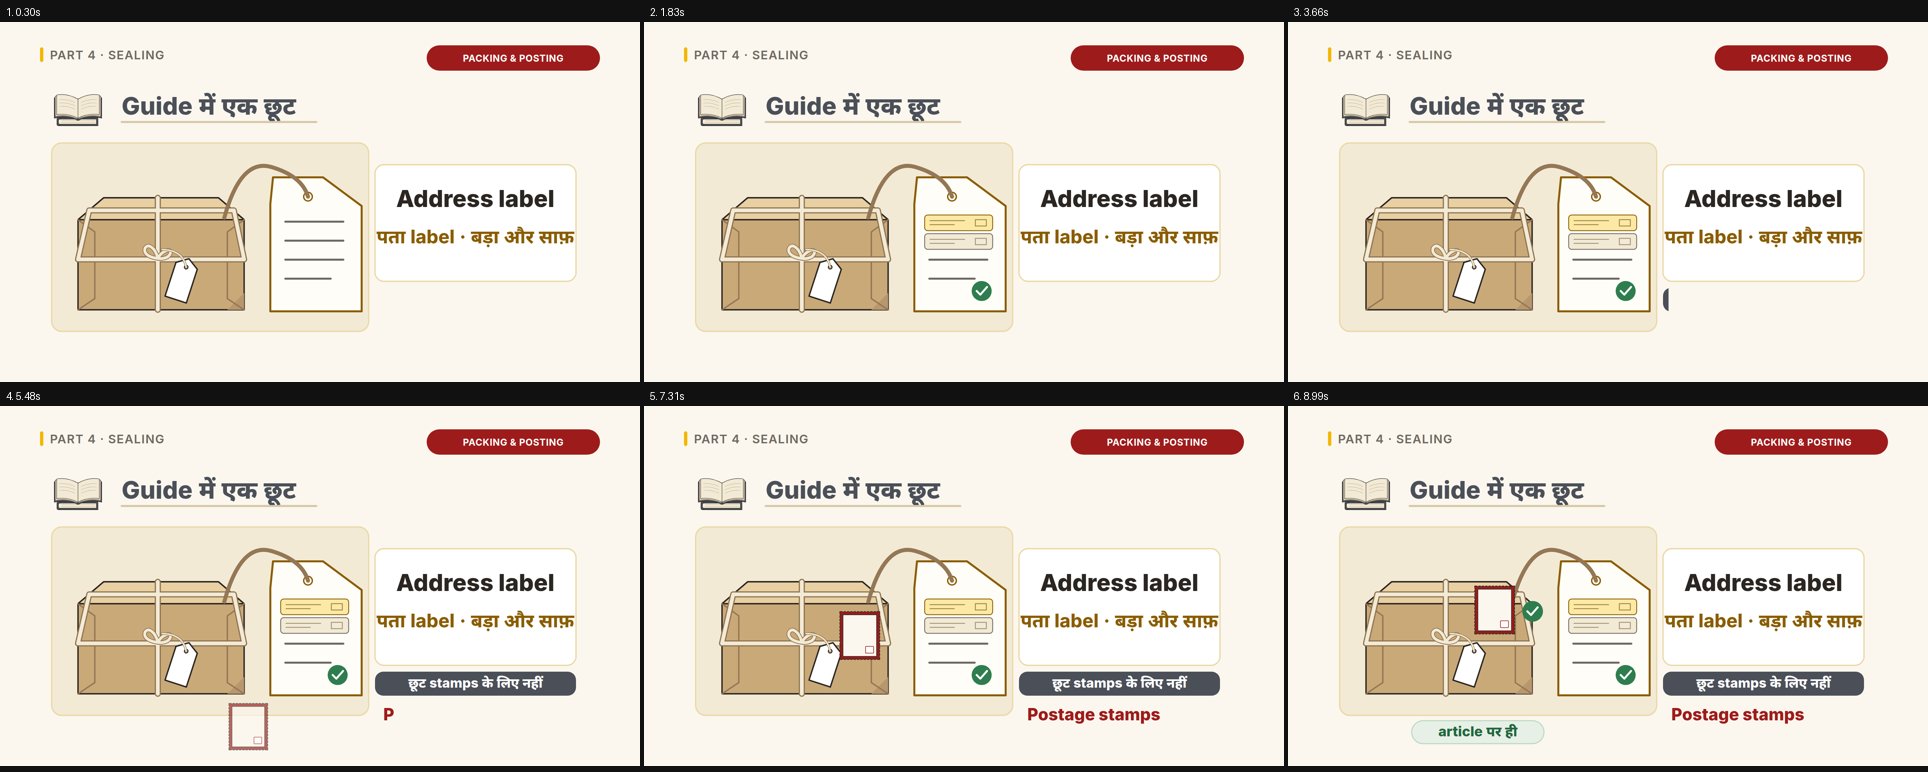 1. 0.30s
PART 4 · SEALING
PACKING & POSTING
Guide में एक छूट
Address label
पता label · बड़ा और साफ़
2. 1.83s
PART 4 · SEALING
PACKING & POSTING
Guide में एक छूट
Address label
पता label · बड़ा और साफ़
3. 3.66s
PART 4 · SEALING
PACKING & POSTING
Guide में एक छूट
Address label
पता label · बड़ा और साफ़
4. 5.48s
PART 4 · SEALING
PACKING & POSTING
Guide में एक छूट
Address label
पता label · बड़ा और साफ़
छूट stamps के लिए नहीं
P
5. 7.31s
PART 4 · SEALING
PACKING & POSTING
Guide में एक छूट
Address label
पता label · बड़ा और साफ़
छूट stamps के लिए नहीं
Postage stamps
6. 8.99s
PART 4 · SEALING
PACKING & POSTING
Guide में एक छूट
Address label
पता label · बड़ा और साफ़
छूट stamps के लिए नहीं
Postage stamps
article पर ही